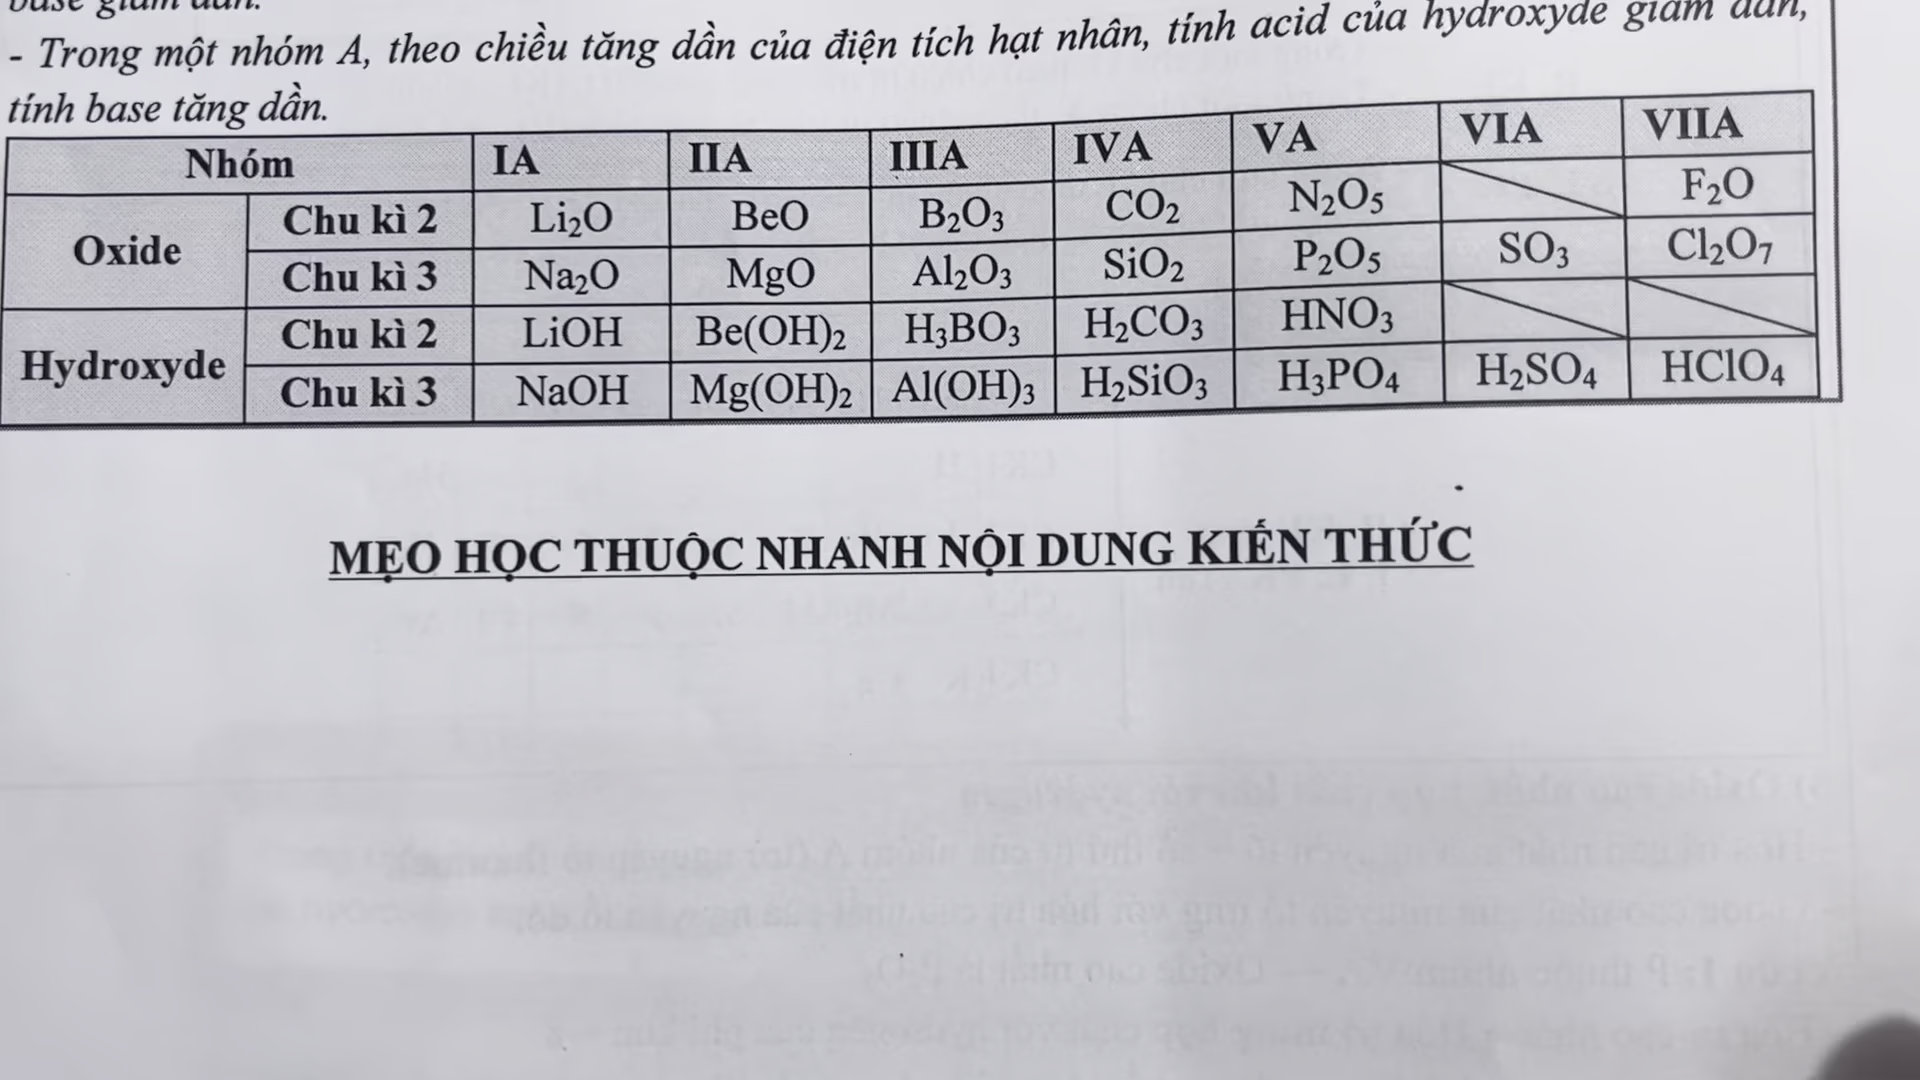 base giảm dần.
- Trong một nhóm A, theo chiều tăng dần của điện tích hạt nhân, tính acid của hydroxyde giảm dần,
tính base tăng dần.
Nhóm IA IIA IIIA IVA VA VIA VIIA
Oxide Chu kì 2 Li₂O BeO B₂O₃ CO₂ N₂O₅ F₂O
Chu kì 3 Na₂O MgO Al₂O₃ SiO₂ P₂O₅ SO₃ Cl₂O₇
Hydroxyde Chu kì 2 LiOH Be(OH)₂ H₃BO₃ H₂CO₃ HNO₃
Chu kì 3 NaOH Mg(OH)₂ Al(OH)₃ H₂SiO₃ H₃PO₄ H₂SO₄ HClO₄
MẸO HỌC THUỘC NHANH NỘI DUNG KIẾN THỨC